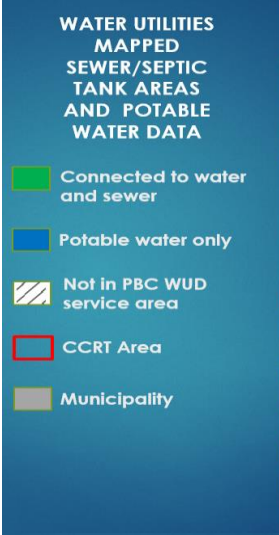 WATER UTILITIES
MAPPED
SEWER/SEPTIC
TANK AREAS
AND POTABLE
WATER DATA
Connected to water
and sewer
Potable water only
Not in PBC WUD
service area
CCRT Area
Municipality